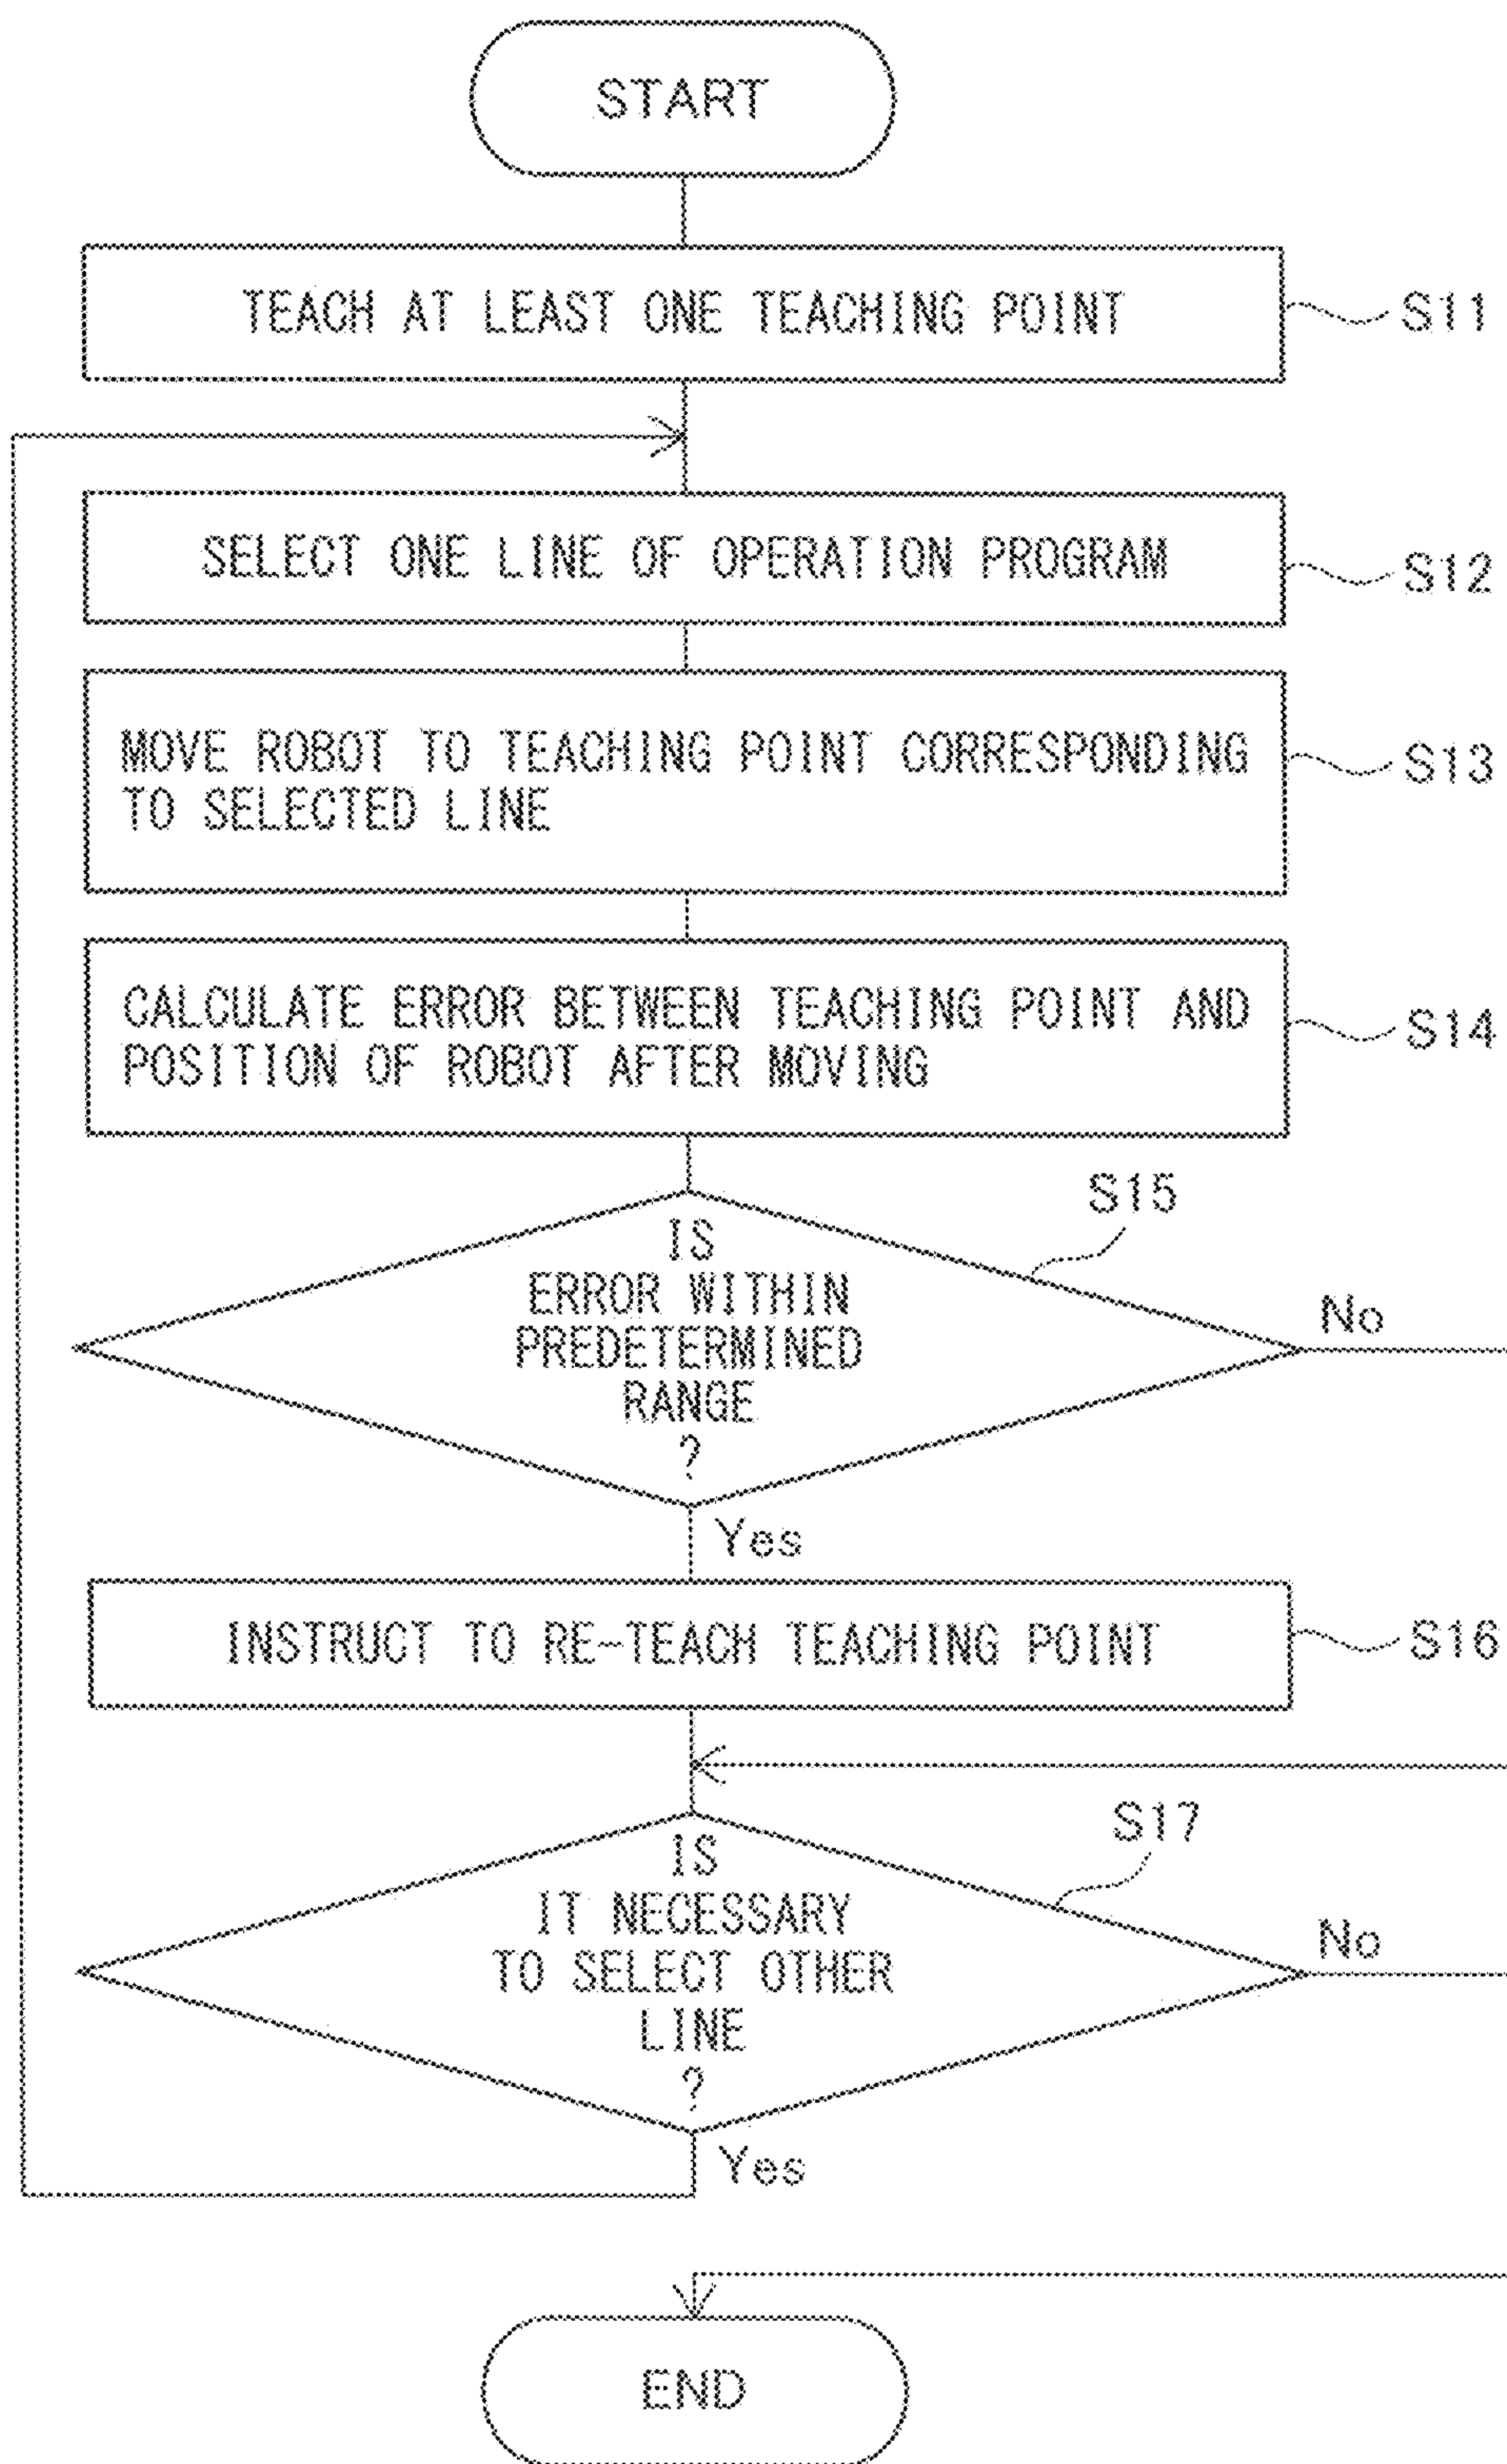 START
TEACH AT LEAST ONE TEACHING POINT
S11
SELECT ONE LINE OF OPERATION PROGRAM
S12
MOVE ROBOT TO TEACHING POINT CORRESPONDING
TO SELECTED LINE
S13
CALCULATE ERROR BETWEEN TEACHING POINT AND
POSITION OF ROBOT AFTER MOVING
S14
S15
IS
ERROR WITHIN
PREDETERMINED
RANGE
?
No
Yes
INSTRUCT TO RE-TEACH TEACHING POINT
S16
S17
IS
IT NECESSARY
TO SELECT OTHER
LINE
?
No
Yes
END